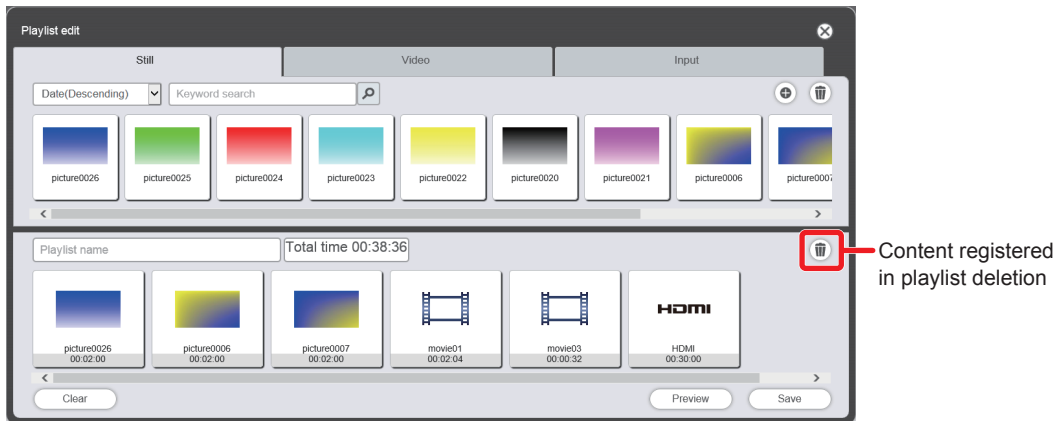 Playlist edit
Still
Video
Input
Date(Descending)
Keyword search
picture0026
picture0025
picture0024
picture0023
picture0022
picture0020
picture0021
picture0006
picture0007
Playlist name
Total time 00:38:36
Content registered
in playlist deletion
HDMI
picture0026
00:02:00
picture0006
00:02:00
picture0007
00:02:00
movie01
00:02:04
movie03
00:00:32
HDMI
00:30:00
Clear
Preview
Save